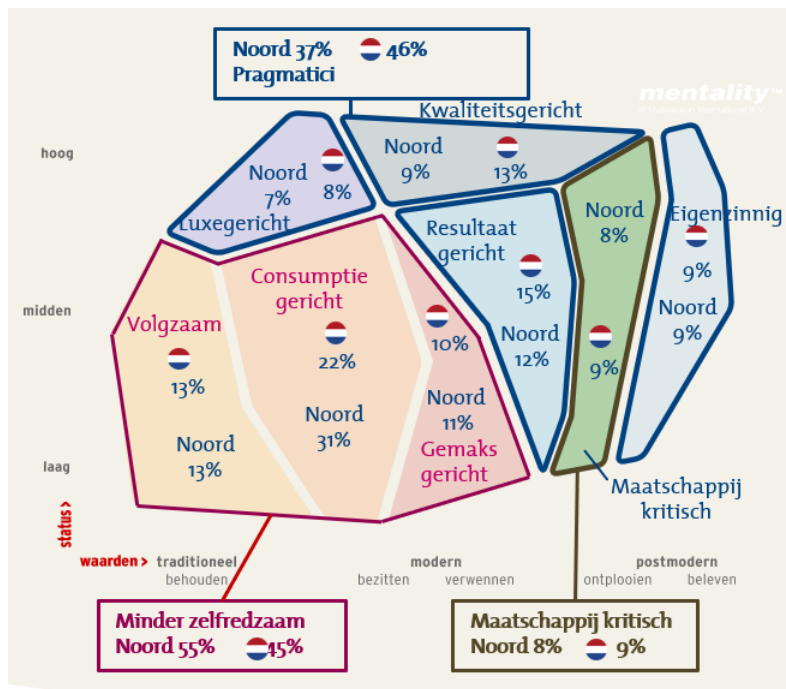 Noord 37% 46%
Pragmatici
mentality™
Kwaliteitsgericht
hoog
Noord
9%
13%
Noord
7%
8%
Luxegericht
Noord
8%
Eigenzinnig
9%
Noord
9%
Resultaat
gericht
15%
Noord
12%
Consumptie
gericht
22%
Noord
31%
midden
Volgzaam
13%
Noord
13%
10%
Noord
11%
Gemaks
gericht
9%
laag
Maatschappij
kritisch
status >
waarden > traditioneel modern postmodern
behouden bezitten verwennen ontplooien beleven
Minder zelfredzaam
Noord 55% 45%
Maatschappij kritisch
Noord 8% 9%